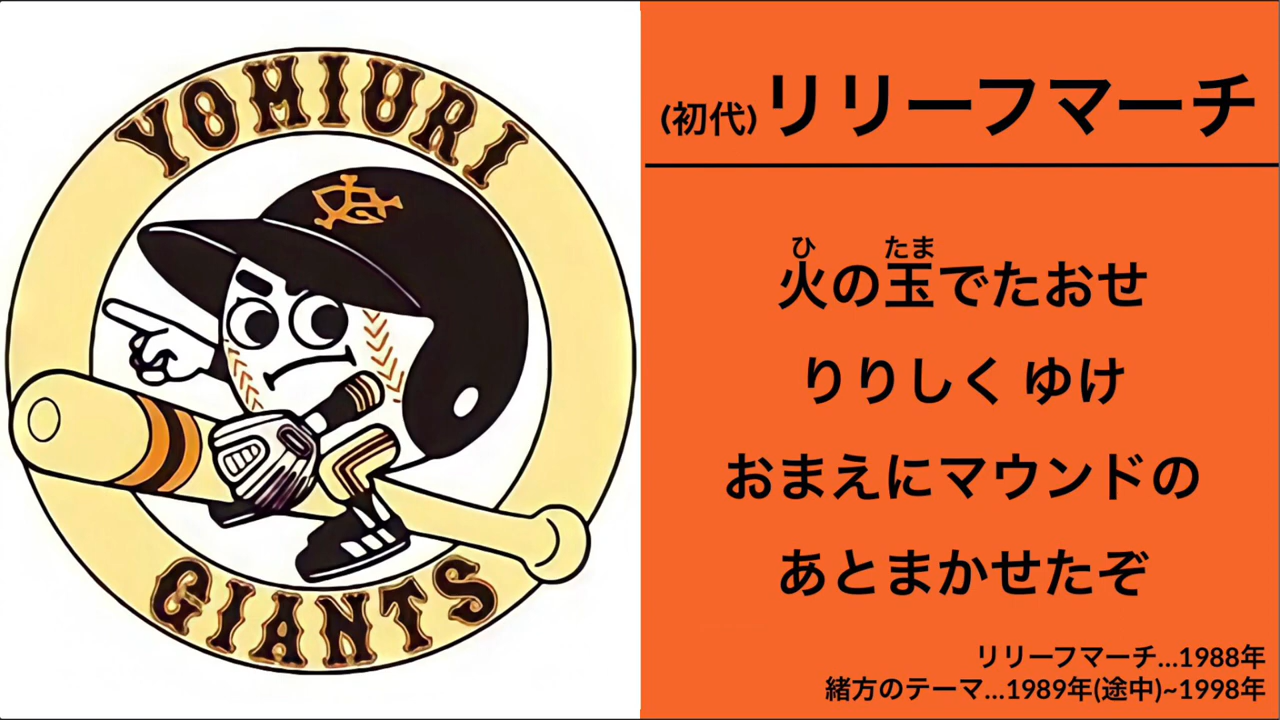 YOMIURI
GIANTS
(初代)リリーフマーチ
ひ たま
火の玉でたおせ
りりしく ゆけ
おまえにマウンドの
あとまかせたぞ
リリーフマーチ...1988年
緒方のテーマ...1989年(途中)~1998年